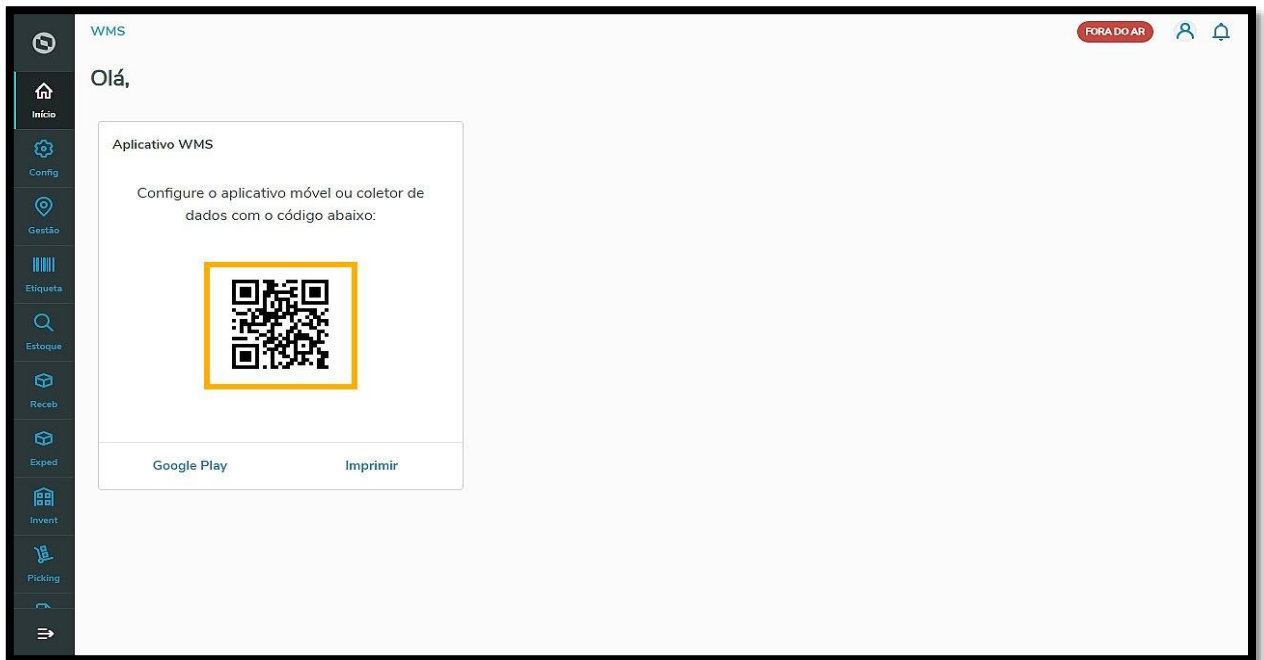 WMS
FORA DO AR
Olá,
Início
Config
Gestão
Etiqueta
Estoque
Receb
Exped
Invent
Picking
Aplicativo WMS
Configure o aplicativo móvel ou coletor de
dados com o código abaixo:
Google Play
Imprimir